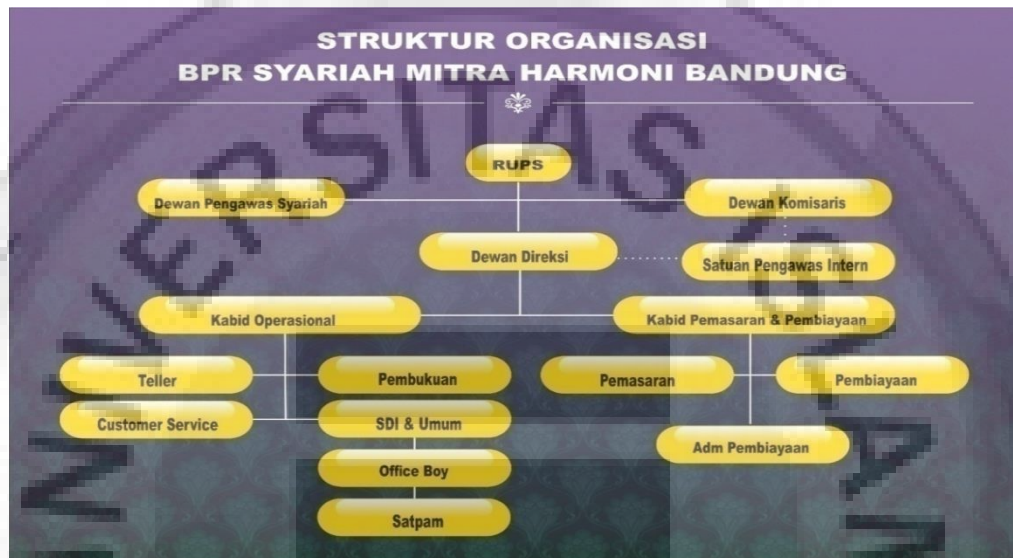 STRUKTUR ORGANISASI
BPR SYARIAH MITRA HARMONI BANDUNG
RUPS
Dewan Pengawas Syariah
Dewan Komisaris
Dewan Direksi
Satuan Pengawas Intern
Kabid Operasional
Kabid Pemasaran & Pembiayaan
Teller
Pembukuan
Pemasaran
Pembiayaan
Customer Service
SDI & Umum
Adm Pembiayaan
Office Boy
Satpam